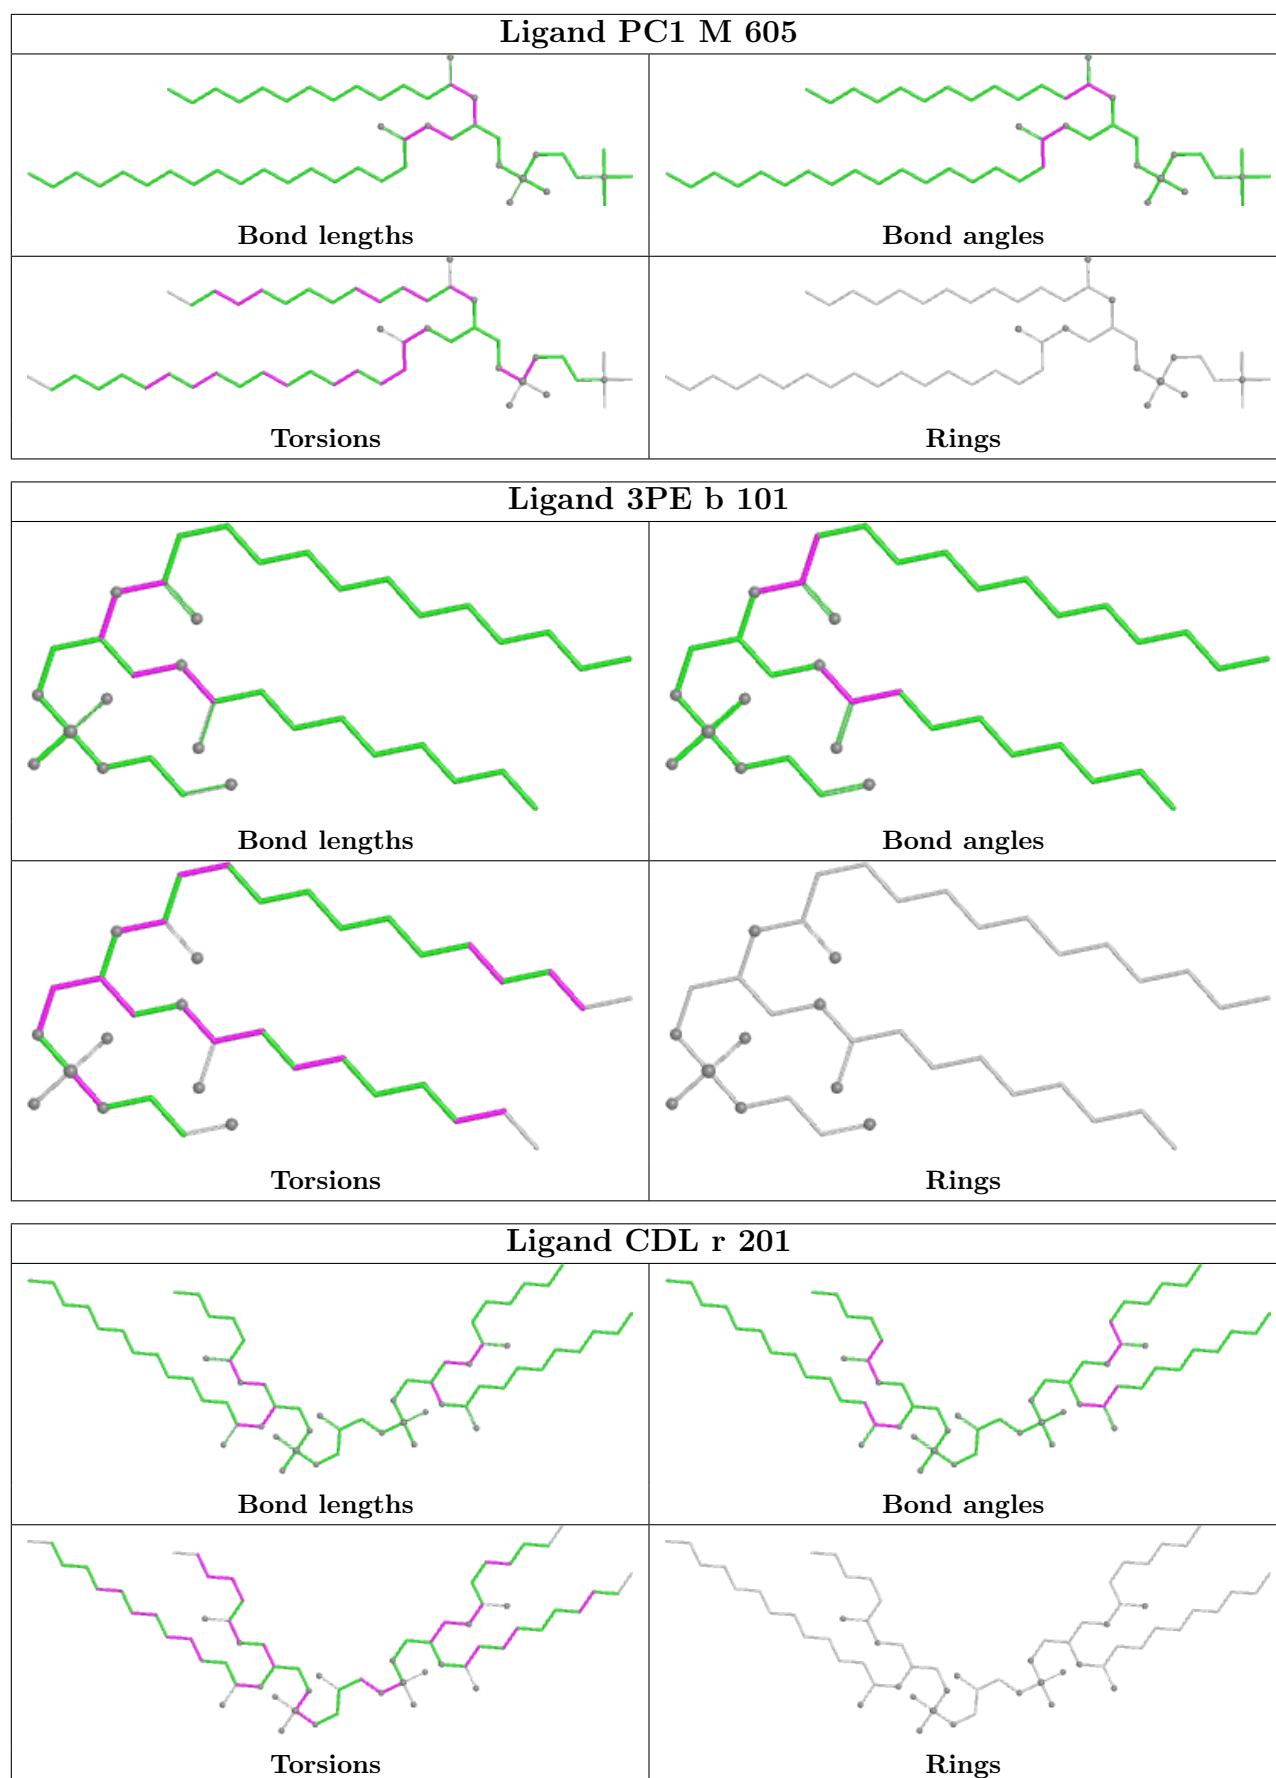 Ligand PC1 M 605
Bond lengths
Bond angles
Torsions
Rings
Ligand 3PE b 101
Bond lengths
Bond angles
Torsions
Rings
Ligand CDL r 201
Bond lengths
Bond angles
Torsions
Rings